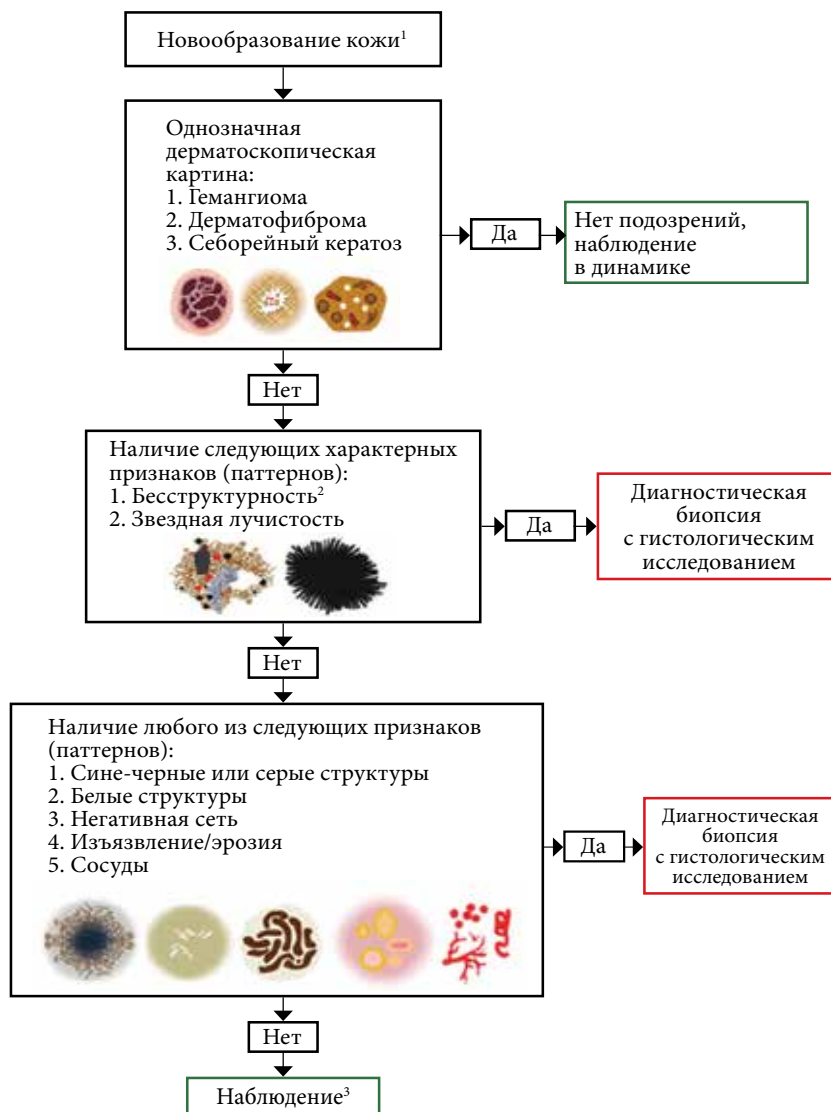 Новообразование кожи¹
Однозначная
дерматоскопическая
картина:
1. Гемангиома
2. Дерматофиброма
3. Себорейный кератоз
Да
Нет подозрений,
наблюдение
в динамике
Нет
Наличие следующих характерных
признаков (паттернов):
1. Бесструктурность²
2. Звездная лучистость
Да
Диагностическая
биопсия
с гистологическим
исследованием
Нет
Наличие любого из следующих признаков
(паттернов):
1. Сине-черные или серые структуры
2. Белые структуры
3. Негативная сеть
4. Изъязвление/эрозия
5. Сосуды
Да
Диагностическая
биопсия
с гистологическим
исследованием
Нет
Наблюдение³